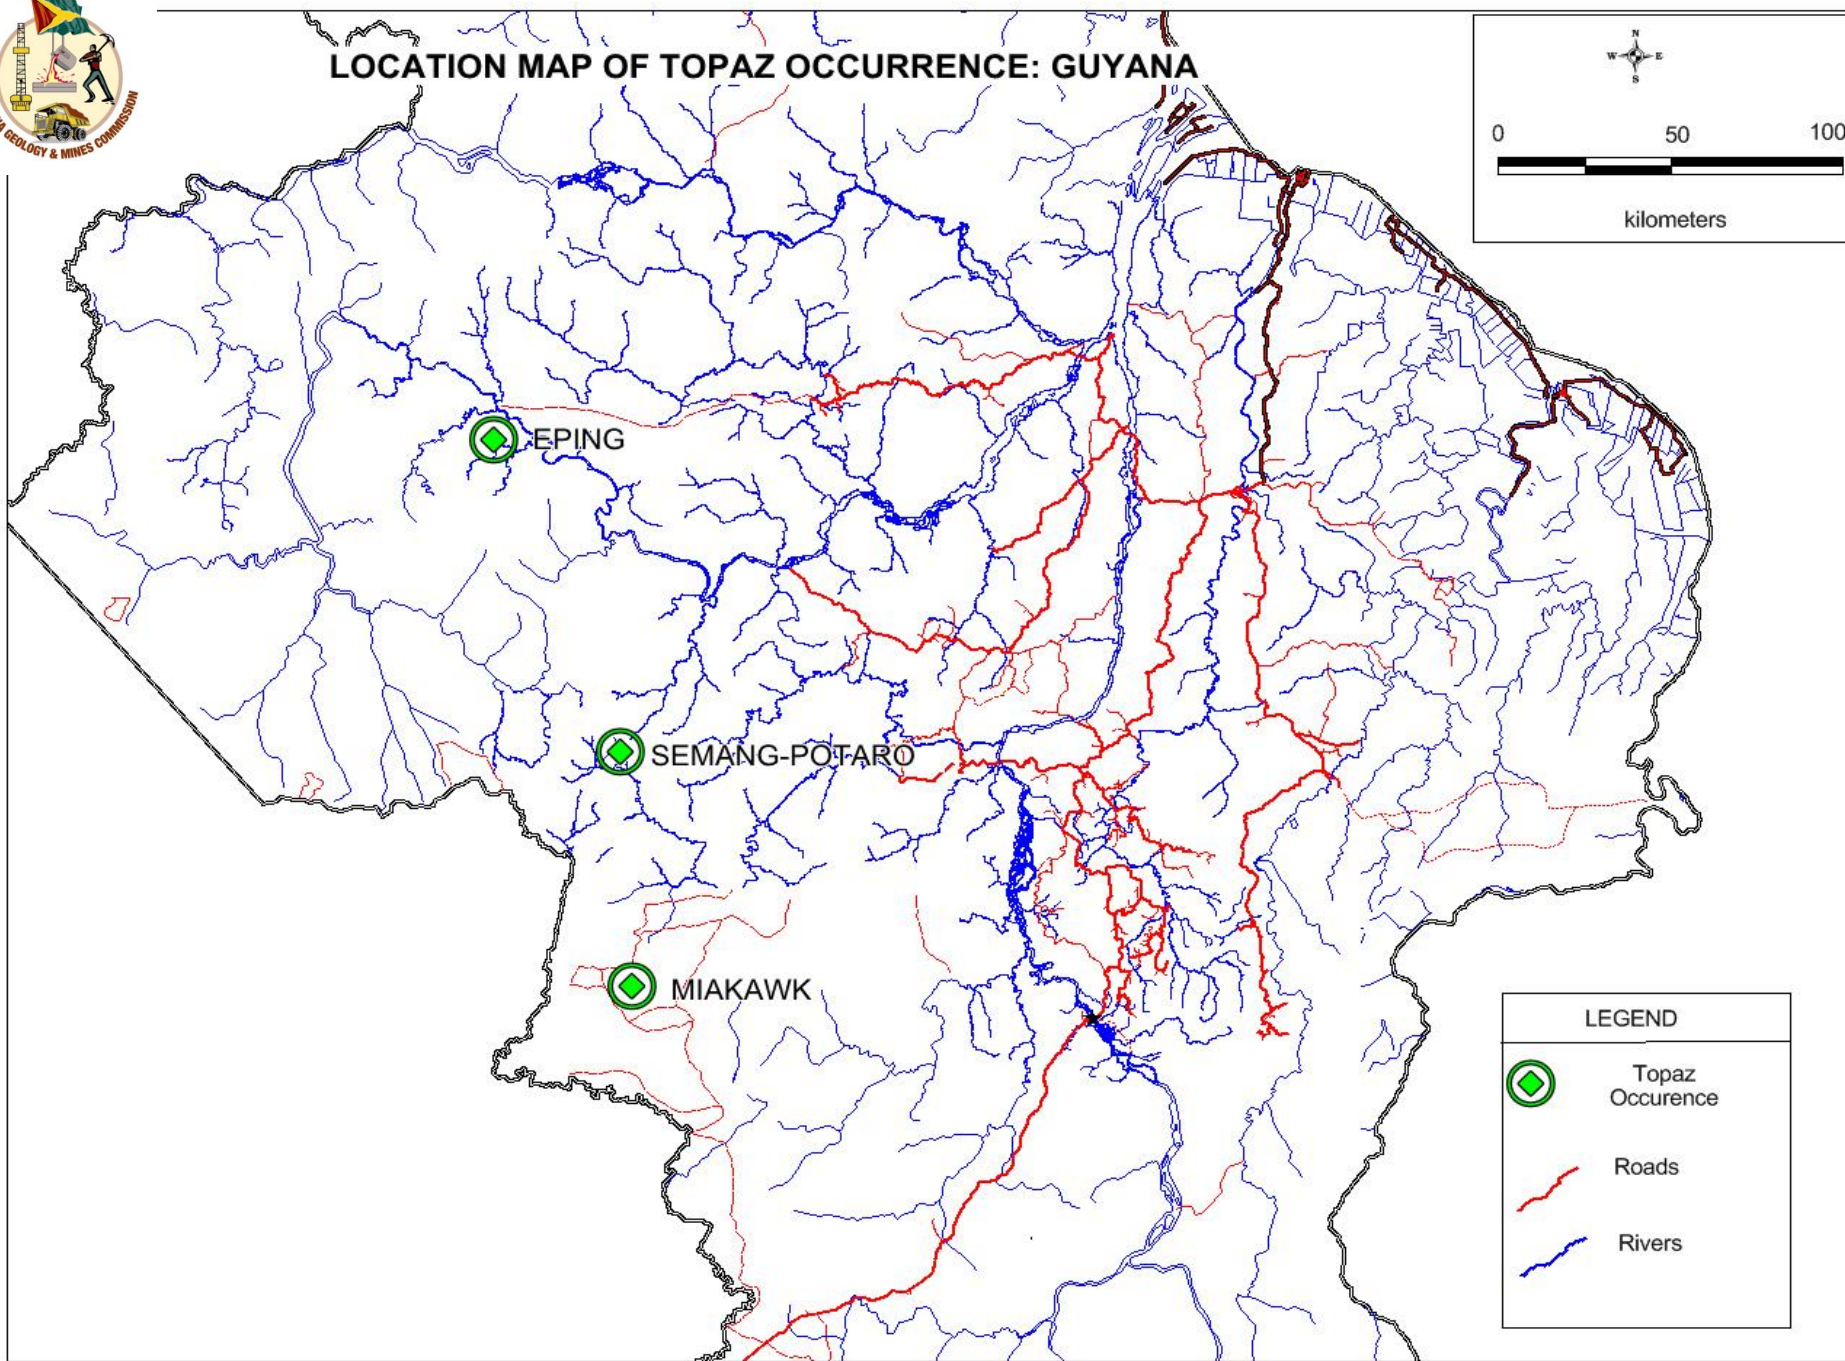 LOCATION MAP OF TOPAZ OCCURRENCE: GUYANA
GEOLOGY & MINES COMMISSION
N
W E
S
0 50 100
kilometers
EPING
SEMANG-POTARO
MIAKAWK
LEGEND
Topaz
Occurence
Roads
Rivers